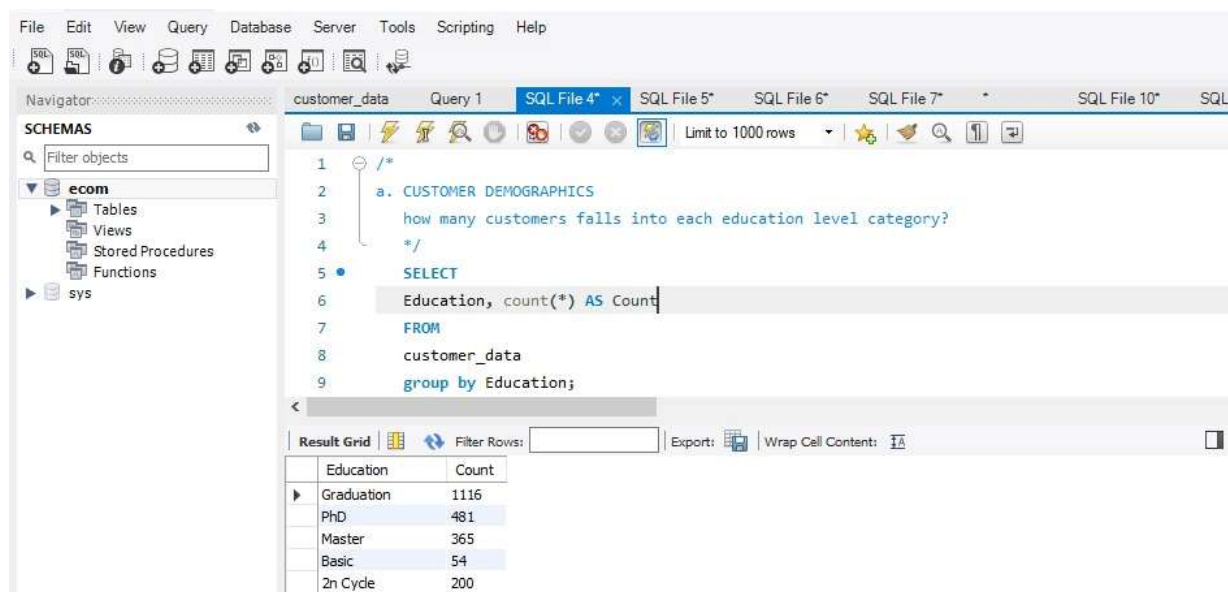 File Edit View Query Database Server Tools Scripting Help
Navigator
SCHEMAS
Filter objects
ecom
Tables
Views
Stored Procedures
Functions
sys
customer_data Query 1 SQL File 4* SQL File 5* SQL File 6* SQL File 7* * SQL File 10* SQL
Limit to 1000 rows
1 /*
2 a. CUSTOMER DEMOGRAPHICS
3 how many customers falls into each education level category?
4 */
5 SELECT
6 Education, count(*) AS Count
7 FROM
8 customer_data
9 group by Education;
Result Grid Filter Rows: Export: Wrap Cell Content:
Education Count
Graduation 1116
PhD 481
Master 365
Basic 54
2n Cycle 200